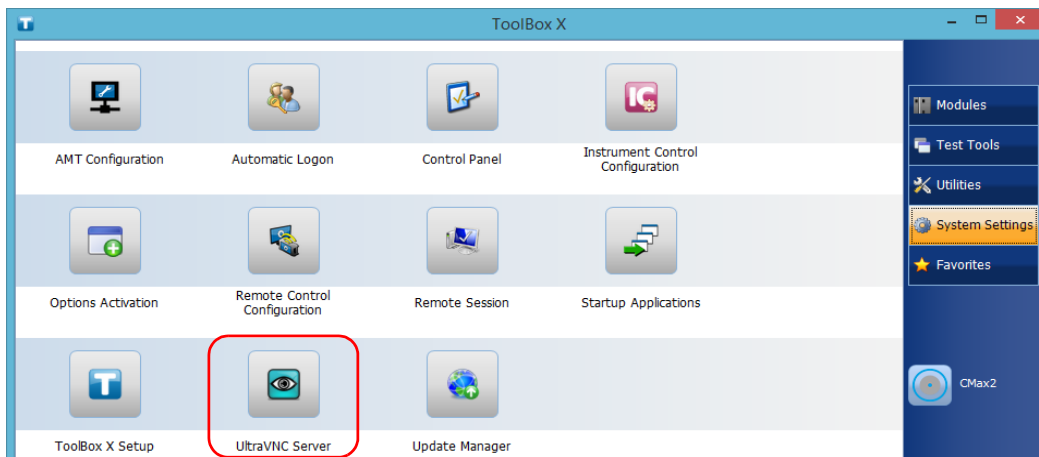 ToolBox X
AMT Configuration
Automatic Logon
Control Panel
Instrument Control
Configuration
Options Activation
Remote Control
Configuration
Remote Session
Startup Applications
ToolBox X Setup
UltraVNC Server
Update Manager
Modules
Test Tools
Utilities
System Settings
Favorites
CMax2